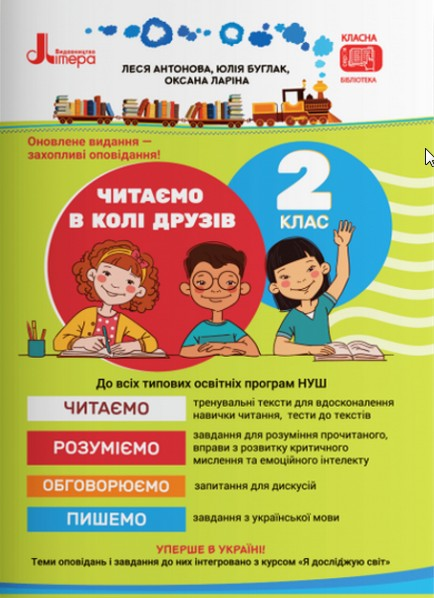 Видавництво
Літера
КЛАСНА
БІБЛІОТЕКА
ЛЕСЯ АНТОНОВА, ЮЛІЯ БУГЛАК,
ОКСАНА ЛАРІНА
Оновлене видання —
захопливі оповідання!
ЧИТАЄМО
В КОЛІ ДРУЗІВ
2
КЛАС
До всіх типових освітніх програм НУШ
ЧИТАЄМО
тренувальні тексти для вдосконалення
навички читання, тести до текстів
РОЗУМІЄМО
завдання для розуміння прочитаного,
вправи з розвитку критичного
мислення та емоційного інтелекту
ОБГОВОРЮЄМО
запитання для дискусій
ПИШЕМО
завдання з української мови
УПЕРШЕ В УКРАЇНІ!
Теми оповідань і завдання до них інтегровано з курсом «Я досліджую світ»